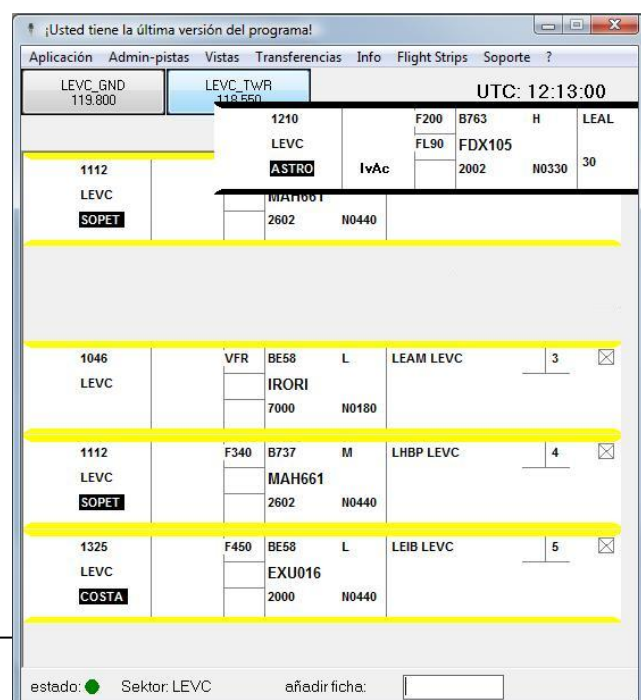 ¡Usted tiene la última versión del programa!
Aplicación Admin-pistas Vistas Transferencias Info Flight Strips Soporte ?
LEVC_GND LEVC_TWR UTC: 12:13:00
119.800 118.550
1210 F200 B763 H LEAL
LEVC FL90 FDX105
ASTRO IvAc 2002 N0330 30
1112
LEVC MAH661
SOPET 2602 N0440
1046 VFR BE58 L LEAM LEVC 3
LEVC IRORI
7000 N0180
1112 F340 B737 M LHBP LEVC 4
LEVC MAH661
SOPET 2602 N0440
1325 F450 BE58 L LEIB LEVC 5
LEVC EXU016
COSTA 2000 N0440
estado: Sektor: LEVC añadir ficha: